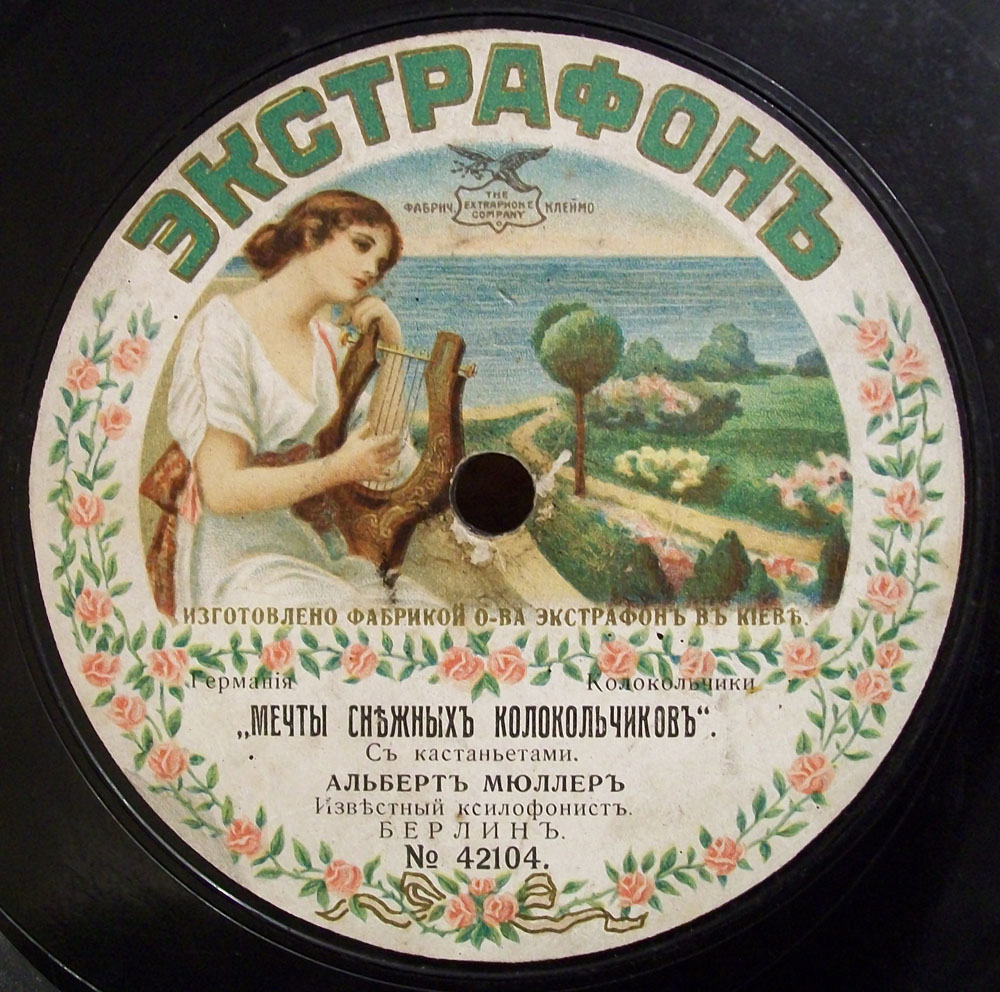 ЭКСТРАФОНЪ
ФАБРИЧ. THE EXTRAPHONE COMPANY КЛЕЙМО
ИЗГОТОВЛЕНО ФАБРИКОЙ О-ВА ЭКСТРАФОНЪ ВЪ КІЕВѢ.
Германія Колокольчики
„МЕЧТЫ СНѢЖНЫХЪ КОЛОКОЛЬЧИКОВЪ“.
Съ кастаньетами.
АЛЬБЕРТЪ МЮЛЛЕРЪ
Извѣстный ксилофонистъ.
БЕРЛИНЪ.
№ 42104.